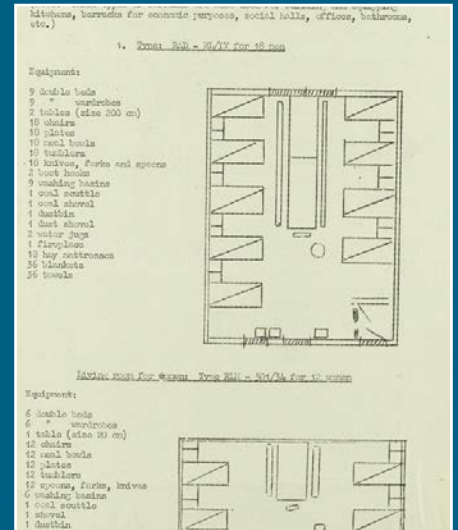 kitchens, barracks for economic purposes, social halls, offices, bathrooms,
etc.)
1. Type: RAD - RL/IV for 18 men
Equipment:
9 double beds
9 " wardrobes
2 tables (size 200 cm)
18 chairs
18 plates
18 meal bowls
18 tumblers
18 knives, forks and spoons
2 boot hooks
9 washing basins
1 coal scuttle
1 coal shovel
1 dustbin
1 dust shovel
2 water jugs
1 fireplace
18 hay mattresses
36 blankets
36 towels
Living room for women: Type RLM - 501/34 for 12 women
Equipment:
6 double beds
6 " wardrobes
1 table (size 20 cm)
12 chairs
12 meal bowls
12 plates
12 tumblers
12 spoons, forks, knives
6 washing basins
1 coal scuttle
1 shovel
1 dustbin